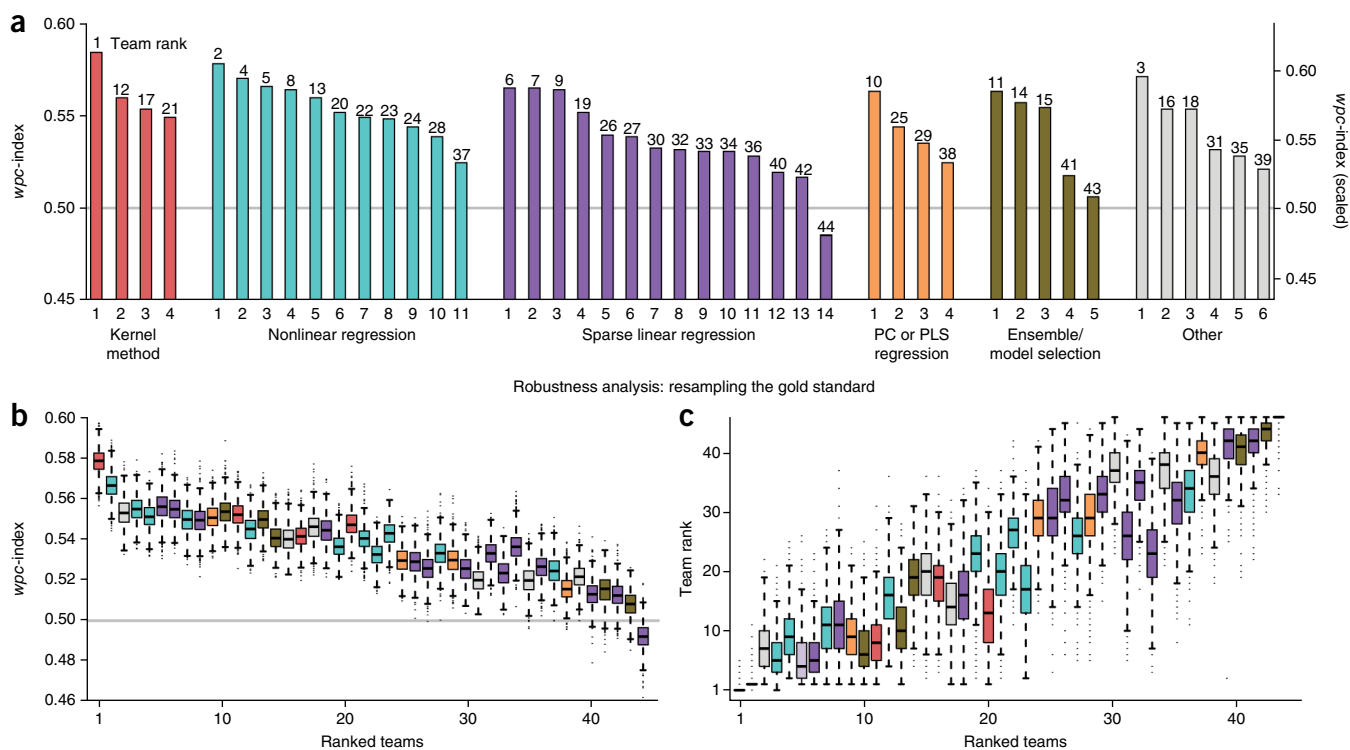 a
0.60
0.55
0.50
0.45
wpc-index
1 Team rank
12 17 21
2 4 5 8 13 20 22 23 24 28 37
6 7 9 19 26 27 30 32 33 34 36 40 42 44
10 25 29 38
11 14 15 41 43
3 16 18 31 35 39
0.60
0.55
0.50
0.45
wpc-index (scaled)
1 2 3 4
Kernel
method
1 2 3 4 5 6 7 8 9 10 11
Nonlinear regression
1 2 3 4 5 6 7 8 9 10 11 12 13 14
Sparse linear regression
1 2 3 4
PC or PLS
regression
1 2 3 4 5
Ensemble/
model selection
1 2 3 4 5 6
Other
Robustness analysis: resampling the gold standard
b
0.60
0.58
0.56
0.54
0.52
0.50
0.48
0.46
wpc-index
1 10 20 30 40
Ranked teams
c
40
30
20
10
1
Team rank
1 10 20 30 40
Ranked teams